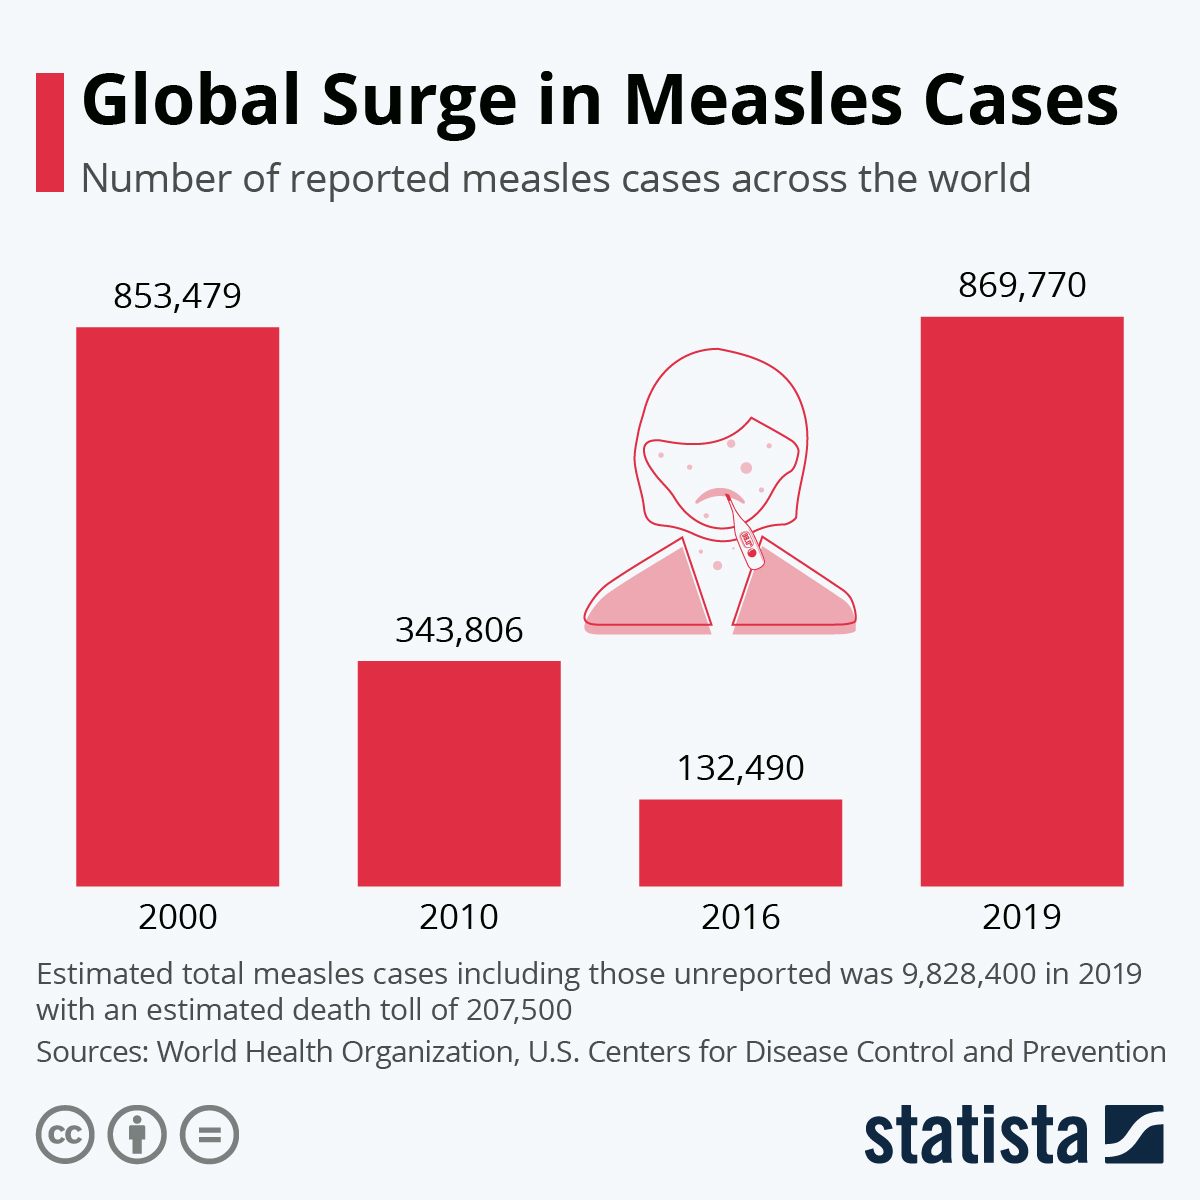 Global Surge in Measles Cases
Number of reported measles cases across the world
853,479
343,806
132,490
869,770
2000
2010
2016
2019
Estimated total measles cases including those unreported was 9,828,400 in 2019
with an estimated death toll of 207,500
Sources: World Health Organization, U.S. Centers for Disease Control and Prevention
cc
statista